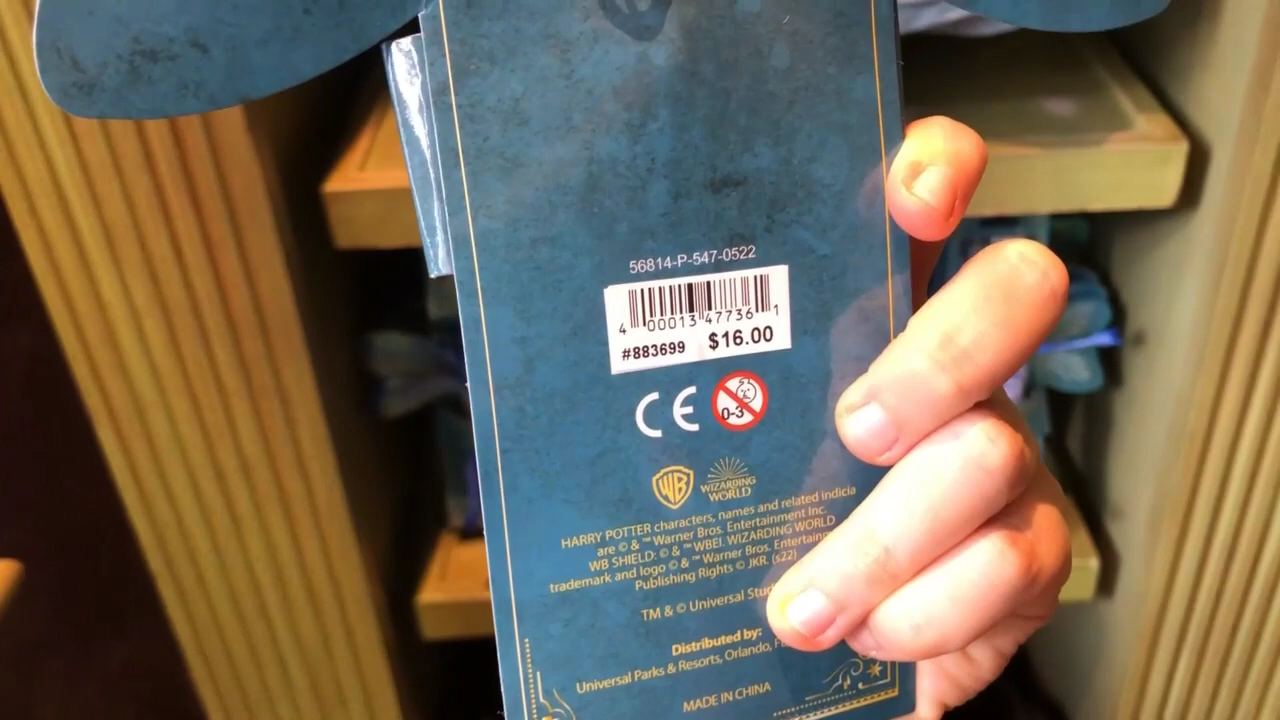 56814-P-547-0522
4 00013 47736 1
#883699 $16.00
CE 0-3
WB WIZARDING WORLD
HARRY POTTER characters, names and related indicia
are © & ™ Warner Bros. Entertainment Inc.
WB SHIELD: © & ™ WBEI. WIZARDING WORLD
trademark and logo © & ™ Warner Bros.
Publishing Rights © JKR. (s22)
TM & © Universal
Distributed by:
Universal Parks & Resorts, Orlando,
MADE IN CHINA